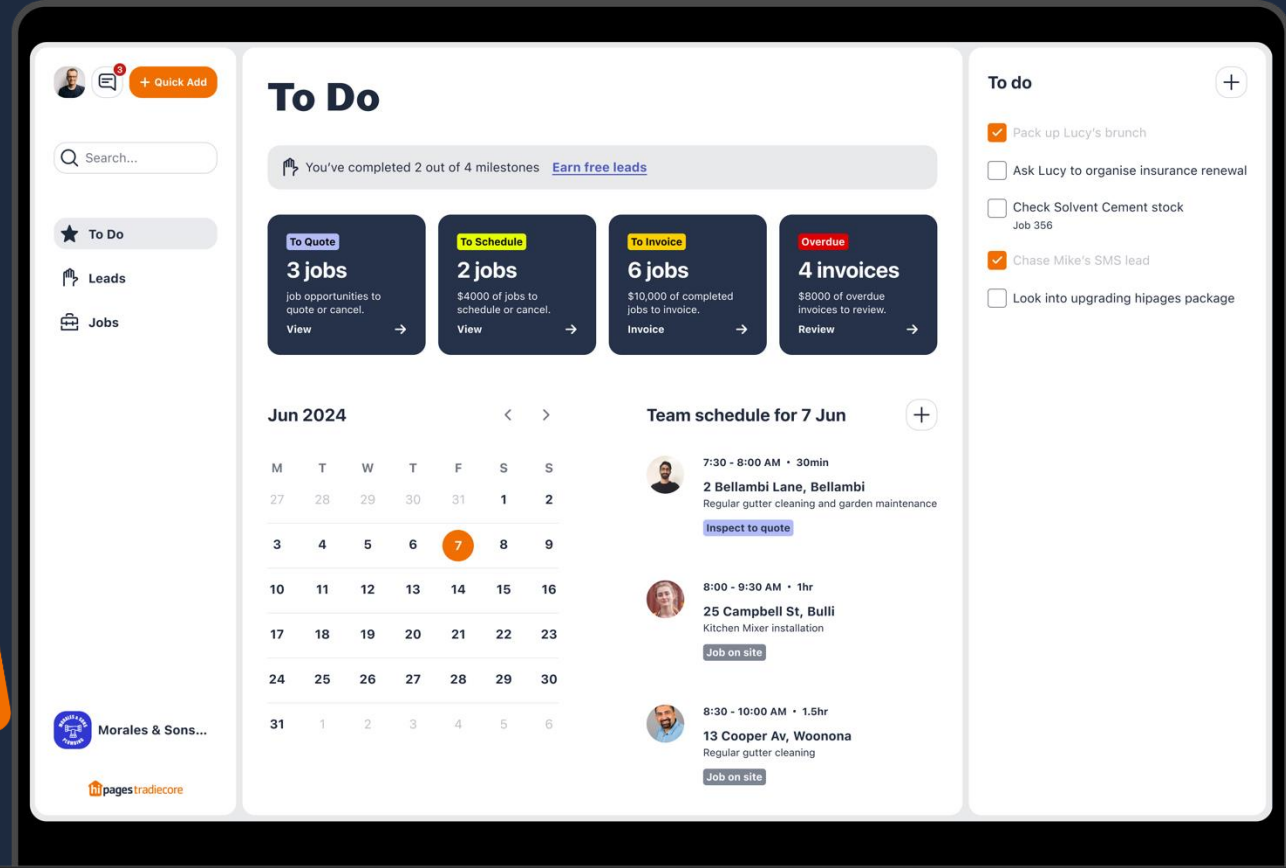 3
+ Quick Add
Search...
To Do
Leads
Jobs
MORALES & SONS
PLUMBING
Morales & Sons...
hipages tradiecore
To Do
You've completed 2 out of 4 milestones Earn free leads
To Quote
3 jobs
job opportunities to
quote or cancel.
View
To Schedule
2 jobs
$4000 of jobs to
schedule or cancel.
View
To Invoice
6 jobs
$10,000 of completed
jobs to invoice.
Invoice
Overdue
4 invoices
$8000 of overdue
invoices to review.
Review
Jun 2024
M T W T F S S
27 28 29 30 31 1 2
3 4 5 6 7 8 9
10 11 12 13 14 15 16
17 18 19 20 21 22 23
24 25 26 27 28 29 30
31 1 2 3 4 5 6
Team schedule for 7 Jun
7:30 - 8:00 AM • 30min
2 Bellambi Lane, Bellambi
Regular gutter cleaning and garden maintenance
Inspect to quote
8:00 - 9:30 AM • 1hr
25 Campbell St, Bulli
Kitchen Mixer installation
Job on site
8:30 - 10:00 AM • 1.5hr
13 Cooper Av, Woonona
Regular gutter cleaning
Job on site
To do
Pack up Lucy's brunch
Ask Lucy to organise insurance renewal
Check Solvent Cement stock
Job 356
Chase Mike's SMS lead
Look into upgrading hipages package